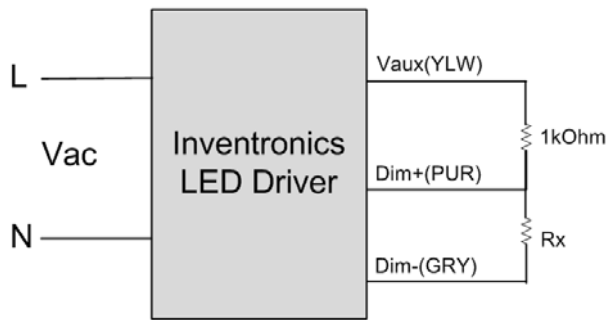 L
Vac
N
Inventronics
LED Driver
Vaux(YLW)
1kOhm
Dim+(PUR)
Rx
Dim-(GRY)